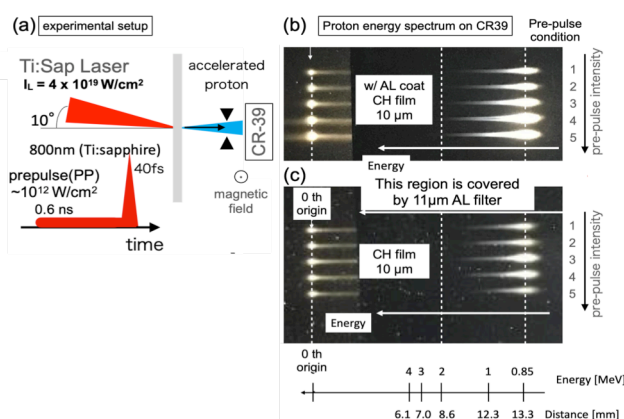 (a) experimental setup
Ti:Sap Laser
I_L = 4 x 10^19 W/cm^2
accelerated
proton
10°
CR-39
800nm (Ti:sapphire)
40fs
prepulse(PP)
~10^12 W/cm^2
0.6 ns
magnetic
field
time
(b) Proton energy spectrum on CR39
Pre-pulse
condition
w/ AL coat
CH film
10 μm
1
2
3
4
5
pre-pulse intensity
Energy
(c)
This region is covered
by 11μm AL filter
0 th
origin
CH film
10 μm
1
2
3
4
5
pre-pulse intensity
Energy
0 th
origin
4 3 2 1 0.85
Energy [MeV]
6.1 7.0 8.6 12.3 13.3 Distance [mm]